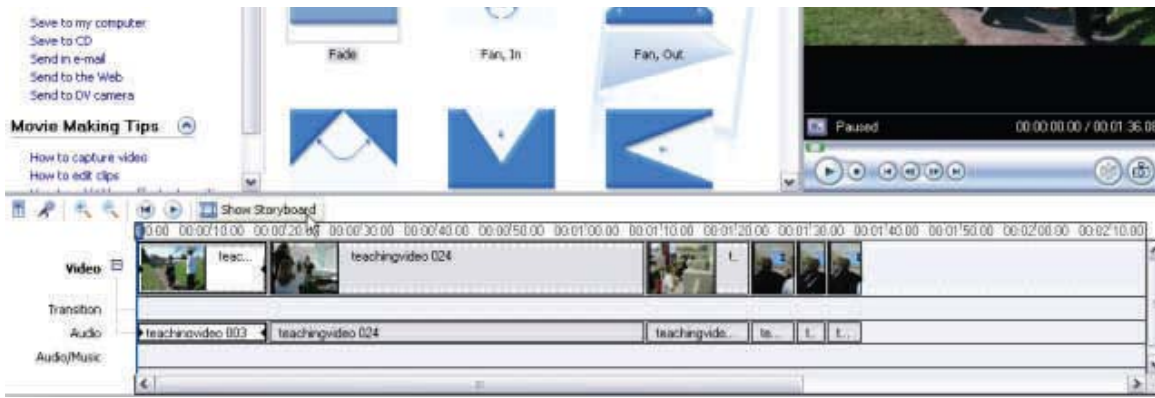 Save to my computer
Save to CD
Send in e-mail
Send to the Web
Send to DV camera
Movie Making Tips
How to capture video
How to edit clips
Fade
Fan, In
Fan, Out
Paused
00:00:00.00 / 00:01:36.08
Show Storyboard
00:00/10.00 00:00/20.00 00:00/30.00 00:00/40.00 00:00/50.00 00:01/00.00 00:01/10.00 00:01/20.00 00:01/30.00 00:01/40.00 00:01/50.00 00:02/00.00 00:02/10.00
Video
teac...
teachingvideo 024
t..
Transition
Audio
teachingvideo 003
teachingvideo 024
teachingvide...
te...
t..
t...
Audio/Music